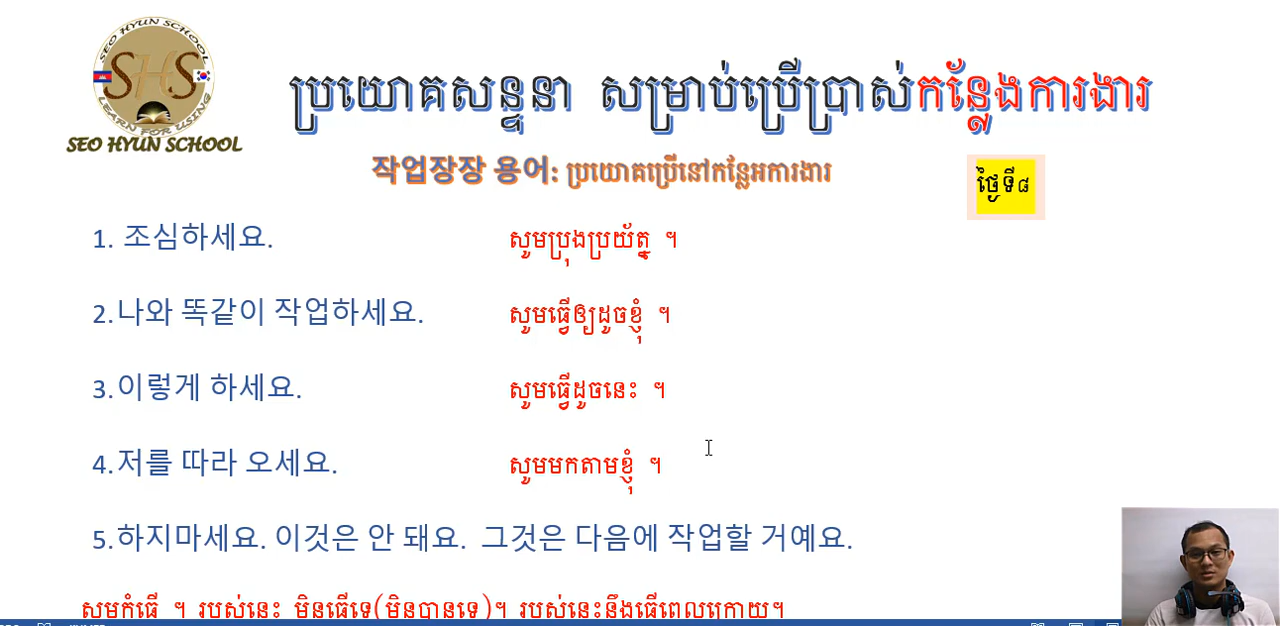 SEO HYUN SCHOOL
SHS
LEARN FOR USING
SEO HYUN SCHOOL
ប្រយោគសន្ទនា សម្រាប់ប្រើប្រាស់កន្លែងការងារ
작업장장 용어: ប្រយោគប្រើនៅកន្លែអការងារ
ថ្ងៃទី៨
1. 조심하세요. សូមប្រុងប្រយ័ត្ន ។
2.나와 똑같이 작업하세요. សូមធ្វើឲ្យដូចខ្ញុំ ។
3.이렇게 하세요. សូមធ្វើដូចនេះ ។
4.저를 따라 오세요. សូមមកតាមខ្ញុំ ។
5.하지마세요. 이것은 안 돼요. 그것은 다음에 작업할 거예요.
សូមកុំធ្វើ ។ របស់នេះ មិនធ្វើទេ(មិនបានទេ)។ របស់នេះនឹងធ្វើពេលក្រោយ។